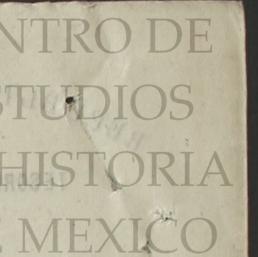 NTRO DE
STUDIOS
HISTORIA
MEXICO